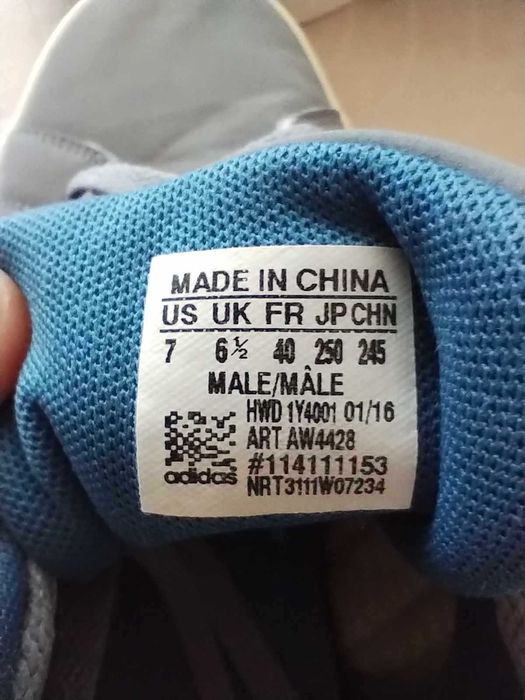 MADE IN CHINA
US UK FR JP CHN
7 6½ 40 250 245
MALE/MÂLE
HWD 1Y4001 01/16
ART AW4428
#114111153
adidas NRT3111W07234